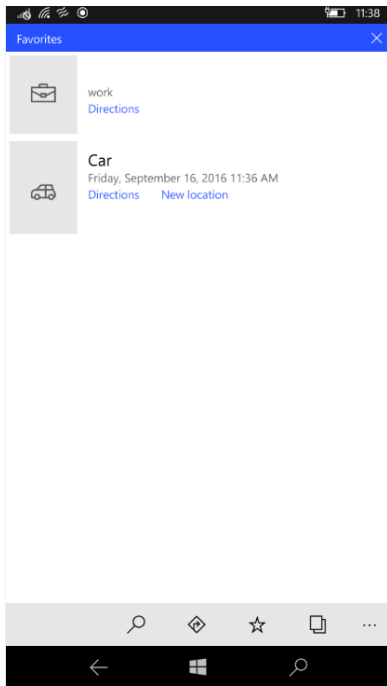 11:38
Favorites
work
Directions
Car
Friday, September 16, 2016 11:36 AM
Directions New location